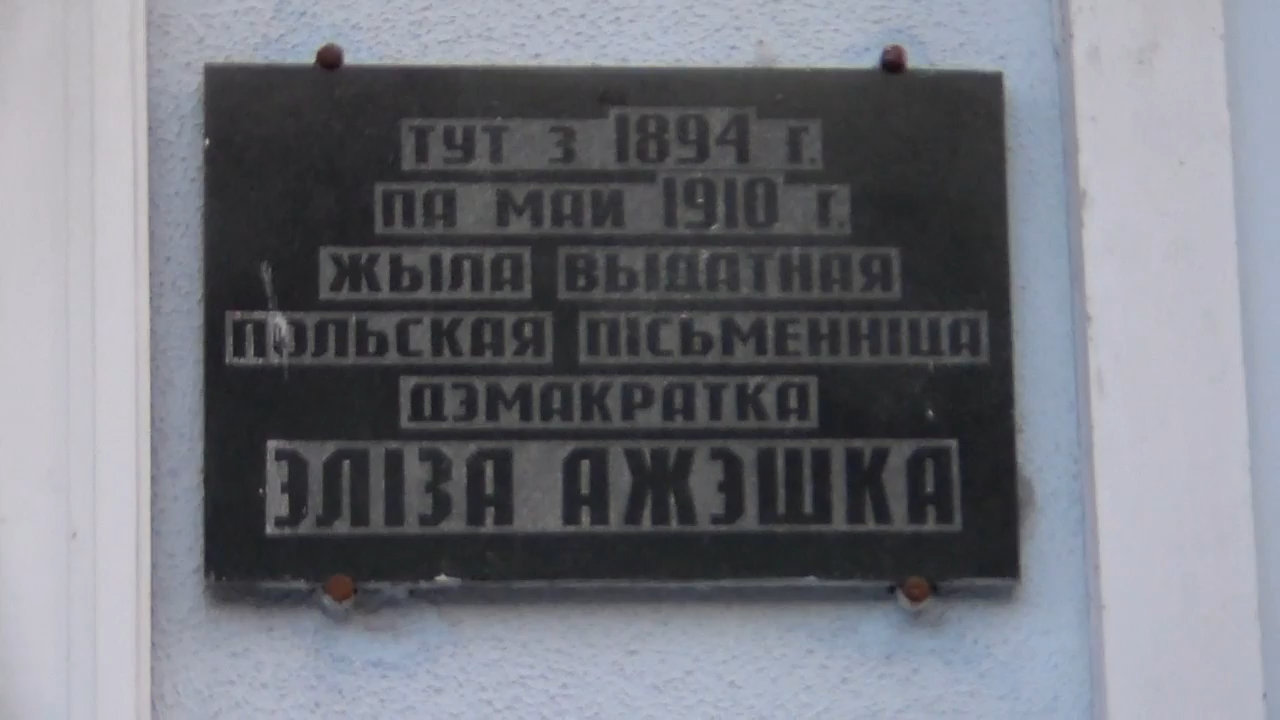 ТУТ З 1894 Г.
ПА МАЙ 1910 Г.
ЖЫЛА ВЫДАТНАЯ
ПОЛЬСКАЯ ПІСЬМЕННІЦА
ДЭМАКРАТКА
ЭЛІЗА АЖЭШКА